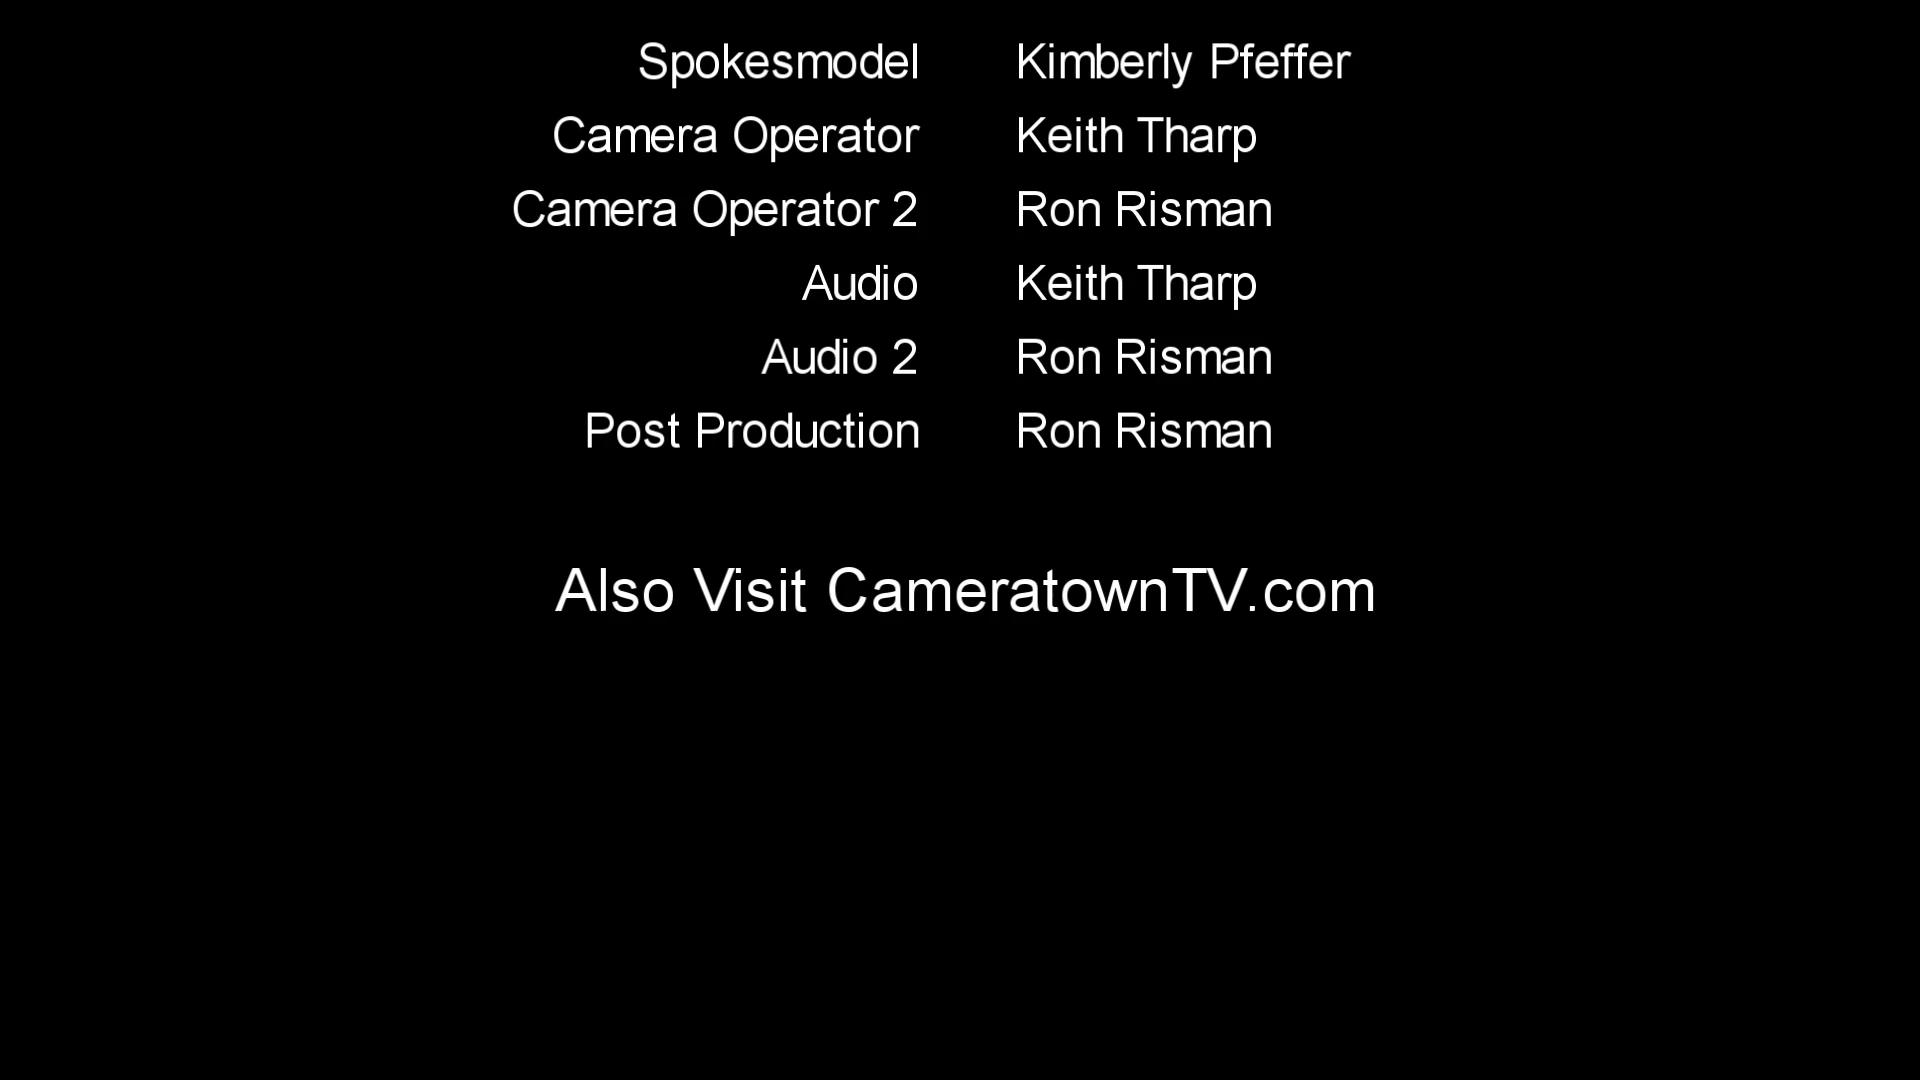 Spokesmodel Kimberly Pfeffer
Camera Operator Keith Tharp
Camera Operator 2 Ron Risman
Audio Keith Tharp
Audio 2 Ron Risman
Post Production Ron Risman
Also Visit CameratownTV.com